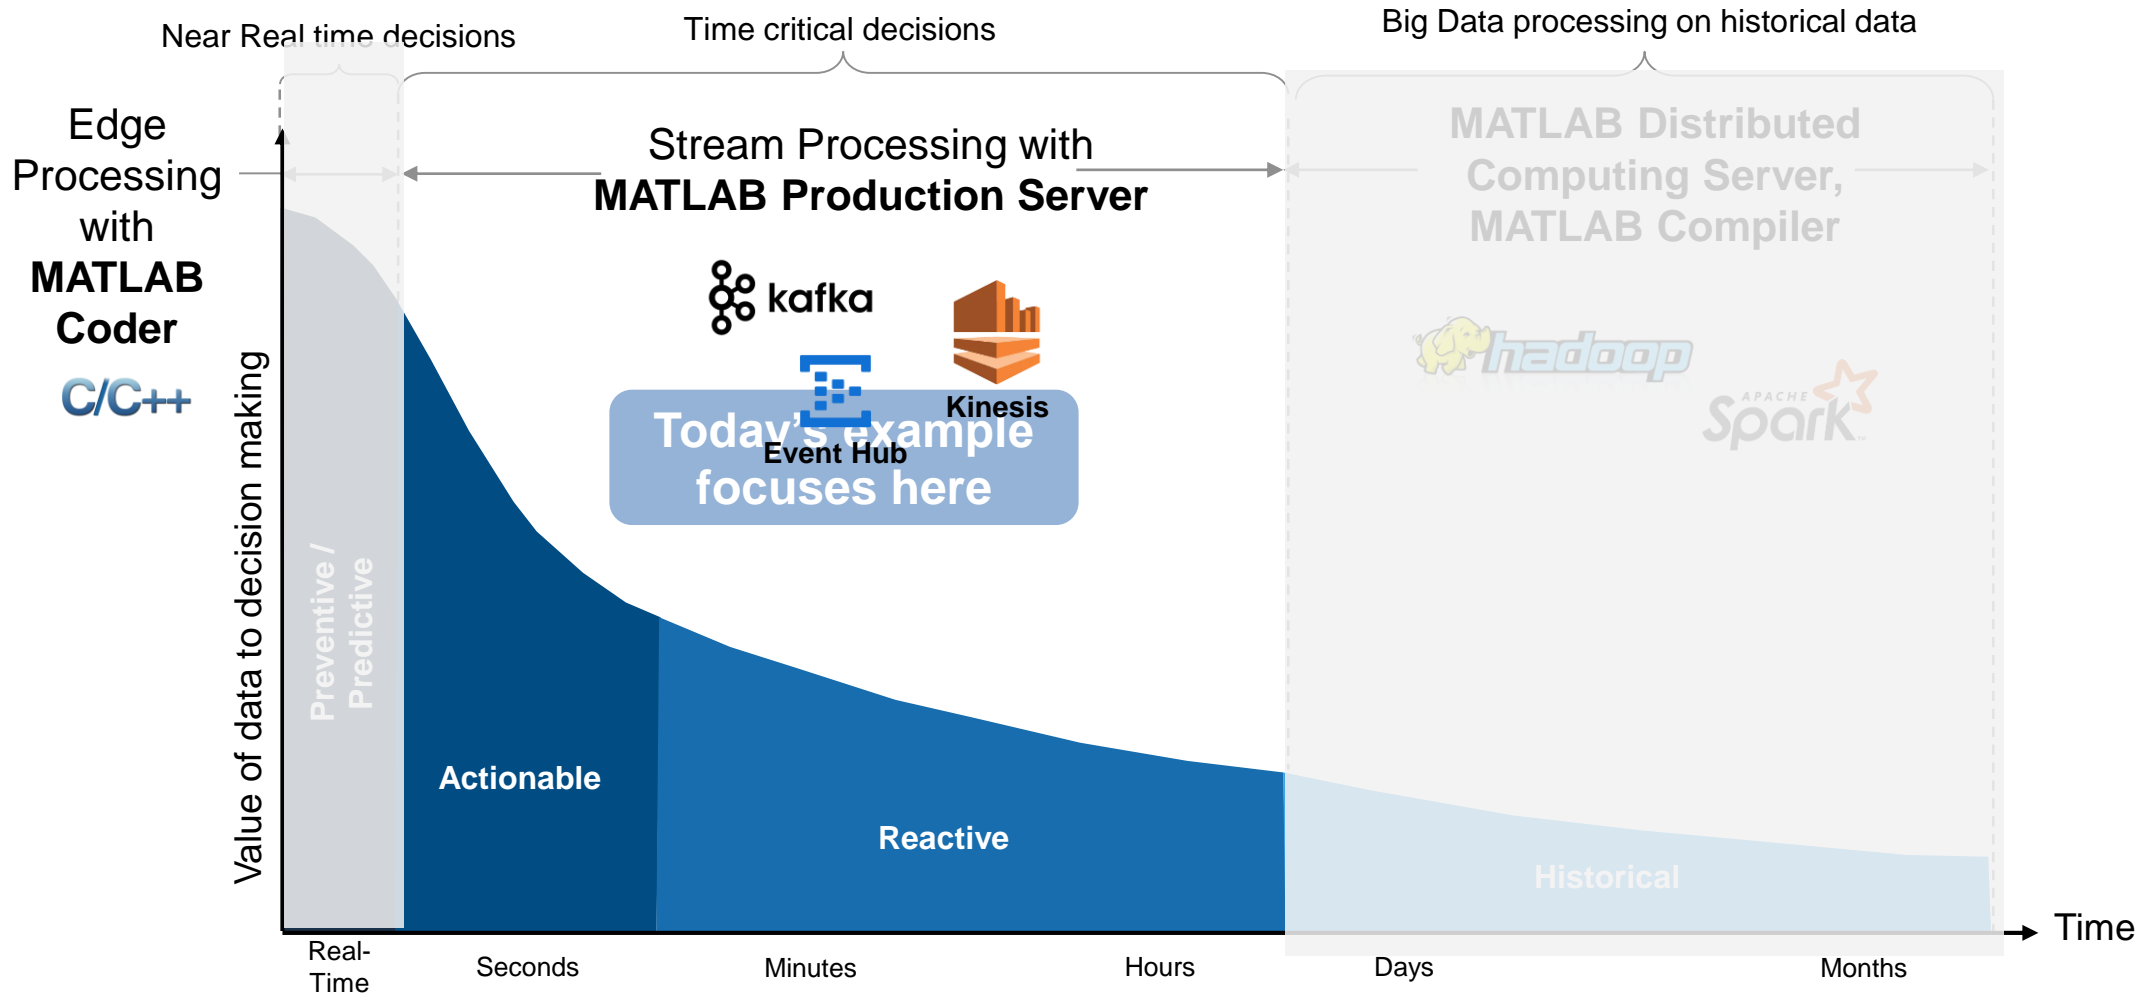 Near Real time decisions
Time critical decisions
Big Data processing on historical data
Edge
Processing
with
MATLAB
Coder
C/C++
Stream Processing with
MATLAB Production Server
MATLAB Distributed
Computing Server,
MATLAB Compiler
kafka
Kinesis
Event Hub
Today's example
focuses here
hadoop
APACHE
Spark
Value of data to decision making
Preventive /
Predictive
Actionable
Reactive
Historical
Time
Real-
Time
Seconds
Minutes
Hours
Days
Months